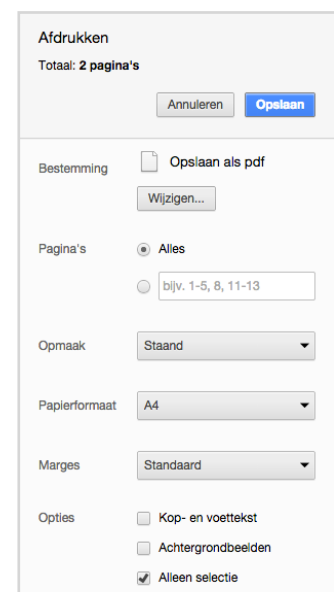 Afdrukken
Totaal: 2 pagina's
Annuleren Opslaan
Bestemming Opslaan als pdf
Wijzigen...
Pagina's Alles
bijv. 1-5, 8, 11-13
Opmaak Staand
Papierformaat A4
Marges Standaard
Opties Kop- en voettekst
Achtergrondbeelden
Alleen selectie